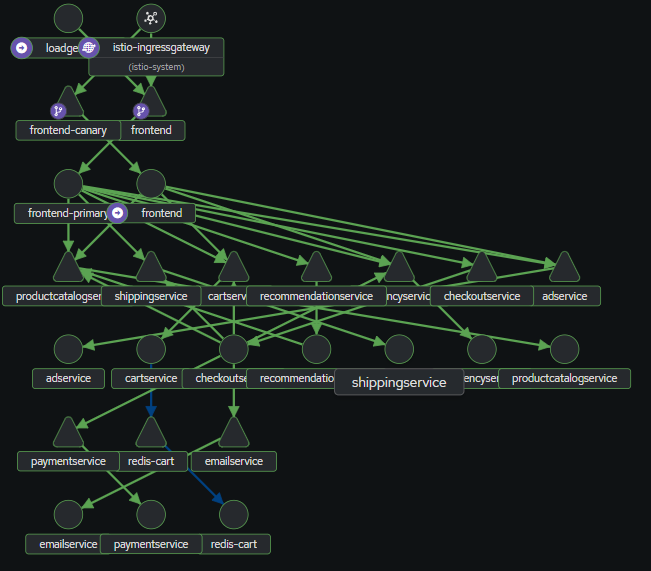 loadge
istio-ingressgateway
(istio-system)
frontend-canary
frontend
frontend-primary
frontend
productcatalogser
shippingservice
cartserv
recommendationservice
ncyservic
checkoutservice
adservice
adservice
cartservice
checkouts
recommendatio
shippingservice
encyser
productcatalogservice
paymentservice
redis-cart
emailservice
emailservice
paymentservice
redis-cart